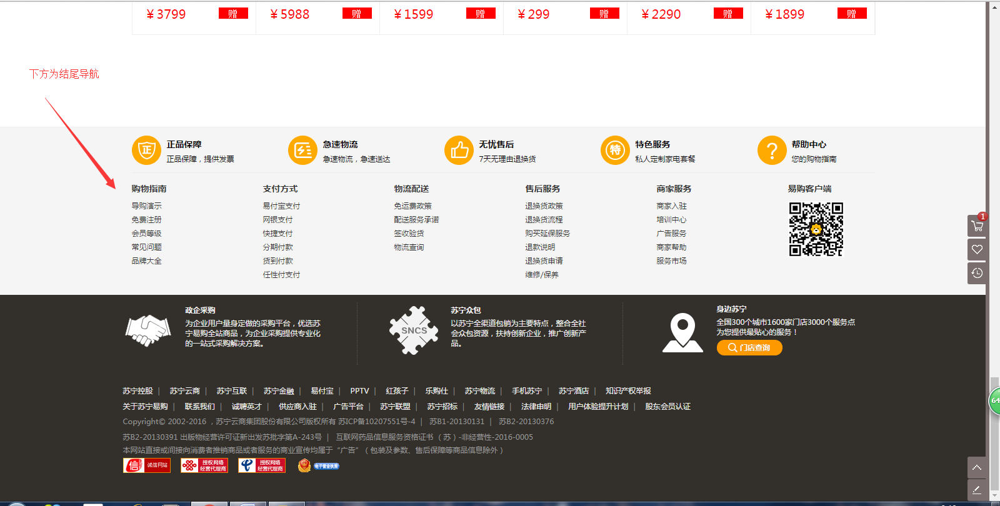 ¥3799 赠 ¥5988 赠 ¥1599 赠 ¥299 赠 ¥2290 赠 ¥1899 赠
下方为结尾导航
正 正品保障 急速物流 无忧售后 特 特色服务 ? 帮助中心
正品保障，提供发票 急速物流，急速送达 7天无理由退换货 私人定制家电套餐 您的购物指南
购物指南 支付方式 物流配送 售后服务 商家服务 易购客户端
导购演示 易付宝支付 免运费政策 退换货政策 商家入驻
免费注册 网银支付 配送服务承诺 退换货流程 培训中心
会员等级 快捷支付 签收验货 购买延保服务 广告服务
常见问题 分期付款 物流查询 退款说明 商家帮助
品牌大全 货到付款 退换货申请 服务市场
任性付支付 维修/保养
1
64
政企采购
为企业用户量身定做的采购平台，优选苏
宁易购全站商品，为企业采购提供专业化
的一站式采购解决方案。
SNCS
苏宁众包
以苏宁全渠道包销为主要特点，整合全社
会众包资源，扶持创新企业，推广创新产
品。
身边苏宁
全国300个城市1600家门店3000个服务点
为您提供最贴心的服务！
门店查询
苏宁控股 | 苏宁云商 | 苏宁互联 | 苏宁金融 | 易付宝 | PPTV | 红孩子 | 乐购仕 | 苏宁物流 | 手机苏宁 | 苏宁酒店 | 知识产权举报
关于苏宁易购 | 联系我们 | 诚聘英才 | 供应商入驻 | 广告平台 | 苏宁联盟 | 苏宁招标 | 友情链接 | 法律申明 | 用户体验提升计划 | 股东会员认证
Copyright© 2002-2016 ，苏宁云商集团股份有限公司版权所有 苏ICP备10207551号-4 | 苏B1-20130131 | 苏B2-20130376
苏B2-20130391 出版物经营许可证新出发苏批字第A-243号 | 互联网药品信息服务资格证书 （苏）-非经营性-2016-0005
本网站直接或间接向消费者推销商品或者服务的商业宣传均属于“广告”（包装及参数、售后保障等商品信息除外）
信 诚信网站 授权网络 经营代理商 授权网络 经营代理商 电子营业执照